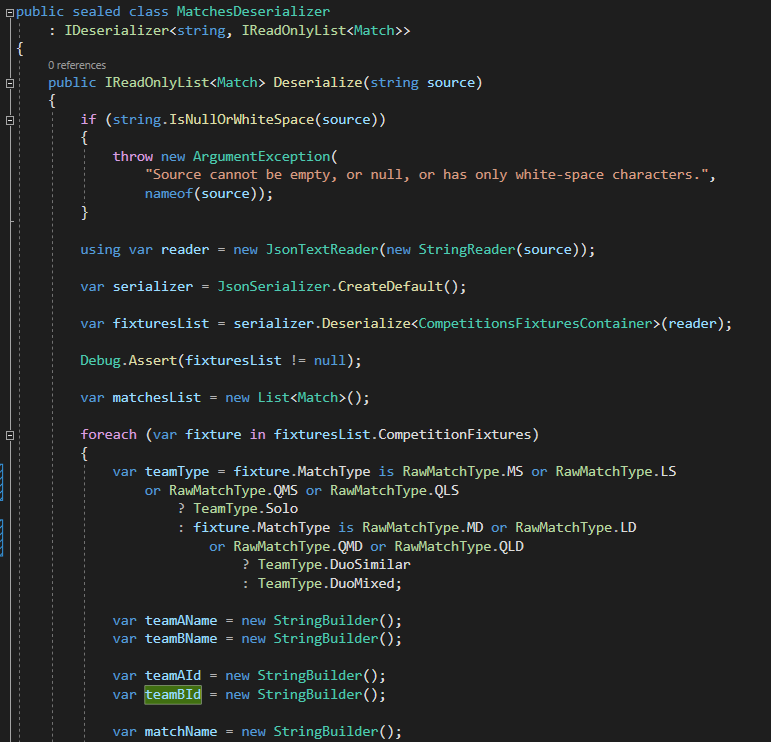 public sealed class MatchesDeserializer
: IDeserializer<string, IReadOnlyList<Match>>
{
0 references
public IReadOnlyList<Match> Deserialize(string source)
{
if (string.IsNullOrWhiteSpace(source))
{
throw new ArgumentException(
"Source cannot be empty, or null, or has only white-space characters.",
nameof(source));
}
using var reader = new JsonTextReader(new StringReader(source));
var serializer = JsonSerializer.CreateDefault();
var fixturesList = serializer.Deserialize<CompetitionsFixturesContainer>(reader);
Debug.Assert(fixturesList != null);
var matchesList = new List<Match>();
foreach (var fixture in fixturesList.CompetitionFixtures)
{
var teamType = fixture.MatchType is RawMatchType.MS or RawMatchType.LS
or RawMatchType.QMS or RawMatchType.QLS
? TeamType.Solo
: fixture.MatchType is RawMatchType.MD or RawMatchType.LD
or RawMatchType.QMD or RawMatchType.QLD
? TeamType.DuoSimilar
: TeamType.DuoMixed;
var teamAName = new StringBuilder();
var teamBName = new StringBuilder();
var teamAId = new StringBuilder();
var teamBId = new StringBuilder();
var matchName = new StringBuilder();